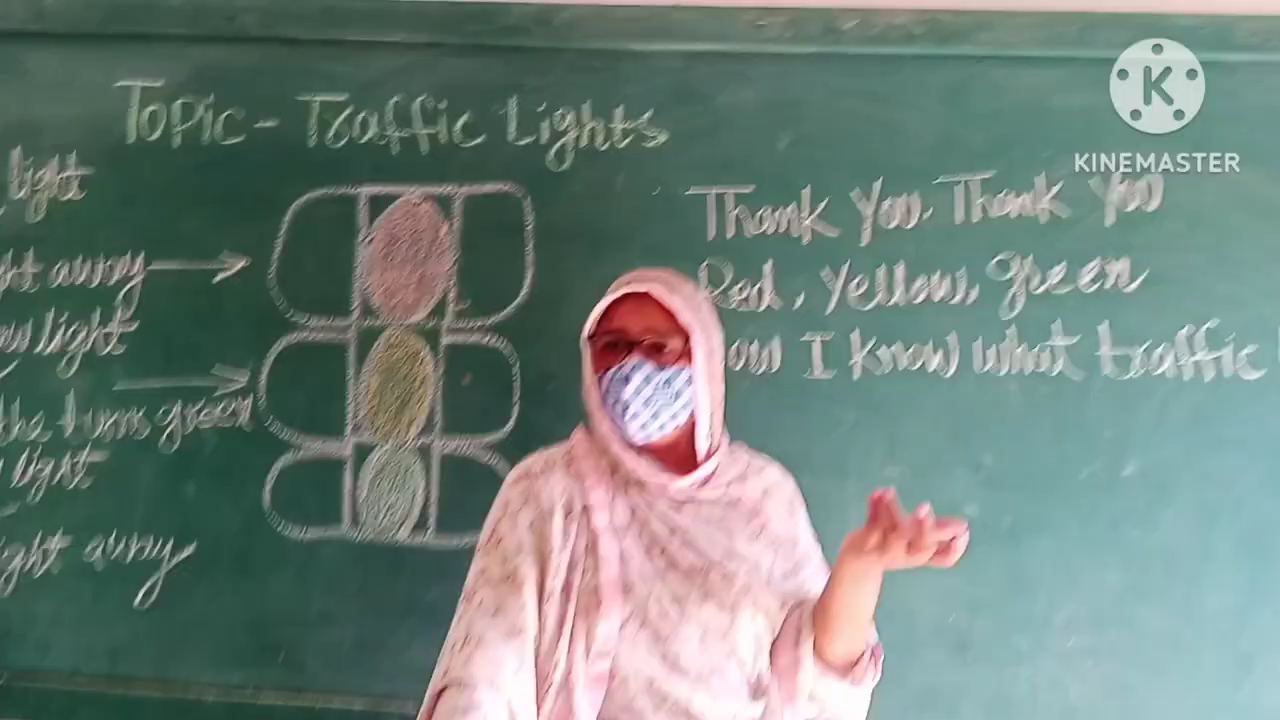 Topic - Traffic Lights
light
ght away
light
the turns green
light
ght away
Thank You. Thank You
Red, Yellow, green
ow I know what traffic
K
KINEMASTER